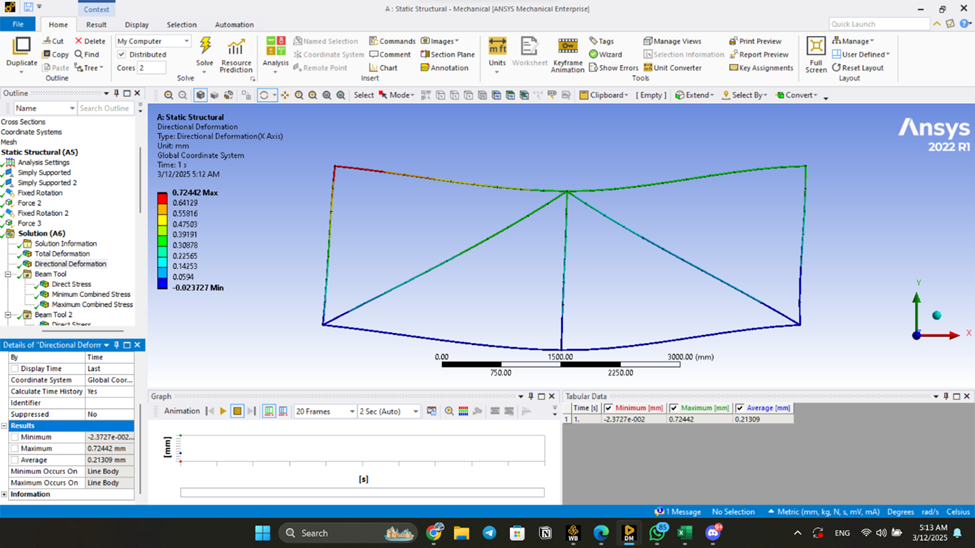 Context
A : Static Structural - Mechanical [ANSYS Mechanical Enterprise]
File Home Result Display Selection Automation Quick Launch
Duplicate Cut Delete My Computer Solve Resource Prediction Analysis Named Selection Commands Images Units Worksheet Keyframe Animation Tags Manage Views Print Preview Full Screen Manage
Copy Find Distributed Coordinate System Comment Section Plane Wizard Selection Information Report Preview User Defined
Paste Tree Cores 2 Remote Point Chart Annotation Show Errors Unit Converter Key Assignments Reset Layout
Outline Solve Insert Tools Layout
Outline
Select Mode Clipboard [ Empty ] Extend Select By Convert
Name Search Outline
Cross Sections
Coordinate Systems
Mesh
Static Structural (A5)
Analysis Settings
Simply Supported
Simply Supported 2
Fixed Rotation
Force 2
Fixed Rotation 2
Force 3
Solution (A6)
Solution Information
Total Deformation
Directional Deformation
Beam Tool
Direct Stress
Minimum Combined Stress
Maximum Combined Stress
Beam Tool 2
Direct Stress
Details of "Directional Deform
By Time
Display Time Last
Coordinate System Global Coor...
Calculate Time History Yes
Identifier
Suppressed No
Results
Minimum -2.3727e-002...
Maximum 0.72442 mm
Average 0.21309 mm
Minimum Occurs On Line Body
Maximum Occurs On Line Body
Information
A: Static Structural
Directional Deformation
Type: Directional Deformation(X Axis)
Unit: mm
Global Coordinate System
Time: 1 s
3/12/2025 5:12 AM
0.72442 Max
0.64129
0.55816
0.47503
0.39191
0.30878
0.22565
0.14253
0.0594
-0.023727 Min
Ansys
2022 R1
Y
X
0.00 1500.00 3000.00 (mm)
750.00 2250.00
Graph
Animation 20 Frames 2 Sec (Auto)
[mm]
[s]
Tabular Data
Time [s] Minimum [mm] Maximum [mm] Average [mm]
1 1. -2.3727e-002 0.72442 0.21309
1 Message No Selection Metric (mm, kg, N, s, mV, mA) Degrees rad/s Celsius
Search
WB
DM
85
9+
ENG
5:13 AM
3/12/2025